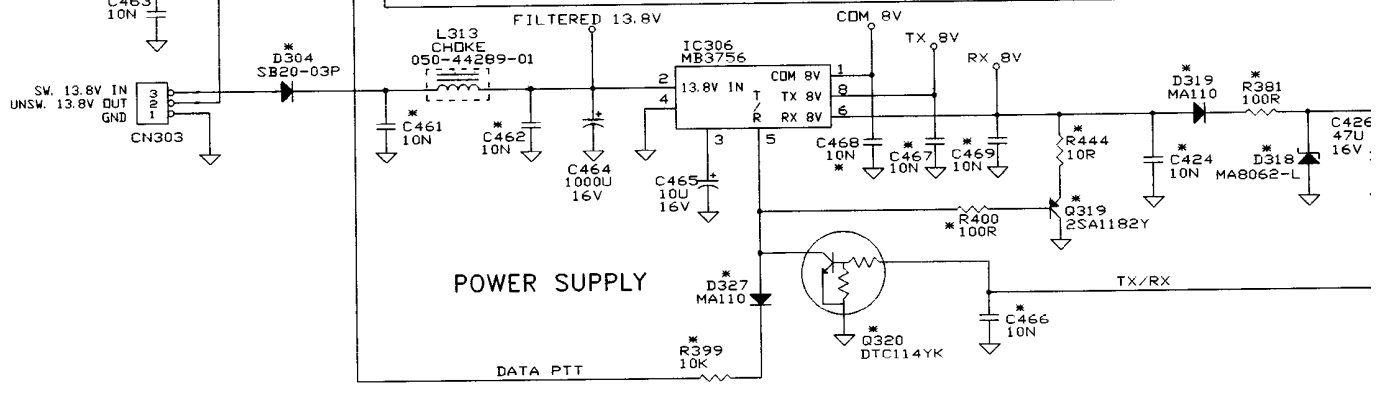 C463
10N
FILTERED 13.8V
COM 8V
TX 8V
RX 8V
*
D304
SB20-03P
L313
CHOKE
050-44289-01
IC306
MB3756
SW. 13.8V IN
UNSW. 13.8V OUT
GND
3
2
1
CN303
2
4
13.8V IN
T
/
R
COM 8V
TX 8V
RX 8V
1
8
6
3
5
*
D319
MA110
*
R381
100R
*
C461
10N
*
C462
10N
+
C464
1000U
16V
+
C465
10U
16V
C468
10N
*
*
C467
10N
*
C469
10N
*
R444
10R
*
C424
10N
*
D318
MA8062-L
C426
47U
16V
*
R400
100R
*
Q319
2SA1182Y
POWER SUPPLY
*
D327
MA110
TX/RX
*
C466
10N
*
Q320
DTC114YK
*
R399
10K
DATA PTT